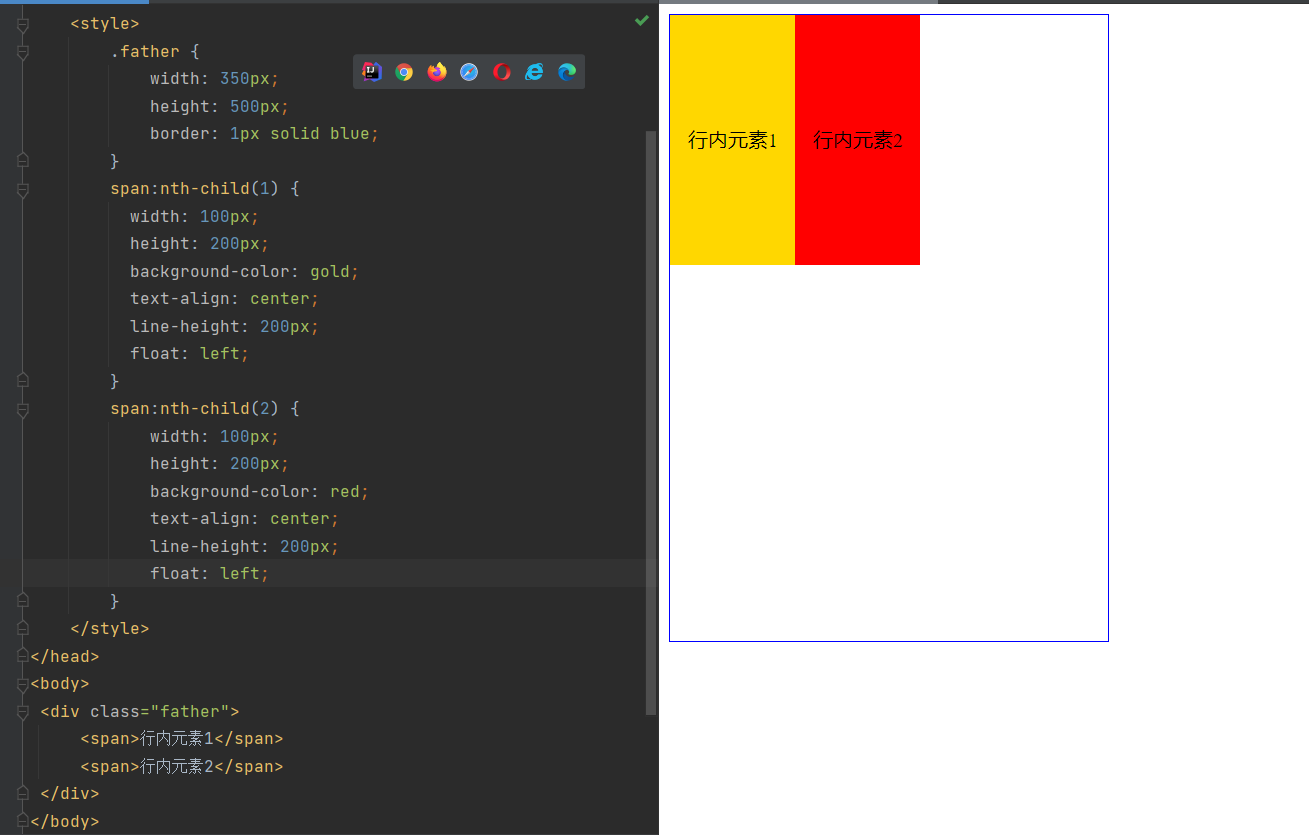 <style>
.father {
width: 350px;
height: 500px;
border: 1px solid blue;
}
span:nth-child(1) {
width: 100px;
height: 200px;
background-color: gold;
text-align: center;
line-height: 200px;
float: left;
}
span:nth-child(2) {
width: 100px;
height: 200px;
background-color: red;
text-align: center;
line-height: 200px;
float: left;
}
</style>
</head>
<body>
<div class="father">
<span>行内元素1</span>
<span>行内元素2</span>
</div>
</body>
行内元素1
行内元素2